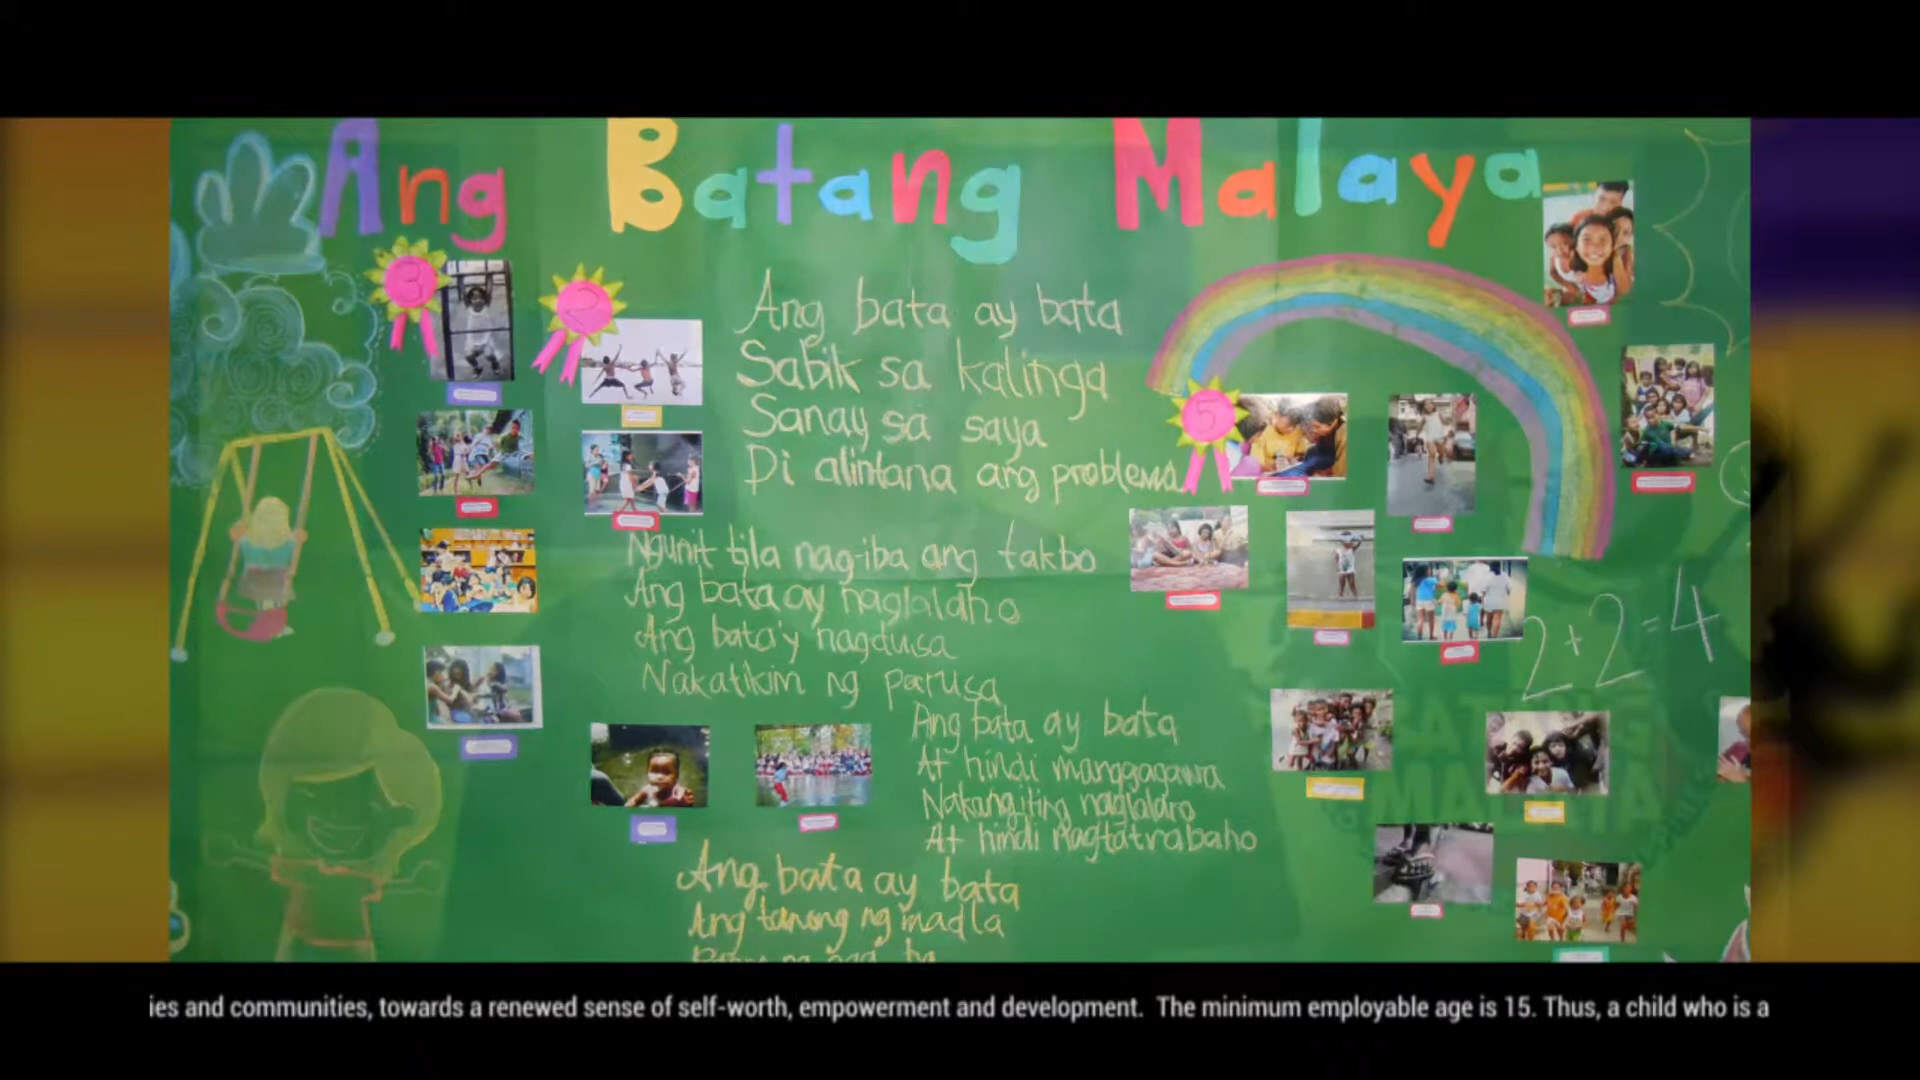 Ang Batang Malaya
3
2
Ang bata ay bata
Sabik sa kalinga
Sanay sa saya
Di alintana ang problema
5
Ngunit tila nag-iba ang takbo
Ang bata ay naglalaho
Ang bata'y nagdusa
Nakatikim ng parusa
2+2=4
Ang bata ay bata
At hindi manggagawa
Nakangiting naglalaro
At hindi nagtatrabaho
BATANG
MALAYA
Ang bata ay bata
Ang tanong ng madla
ies and communities, towards a renewed sense of self-worth, empowerment and development. The minimum employable age is 15. Thus, a child who is a